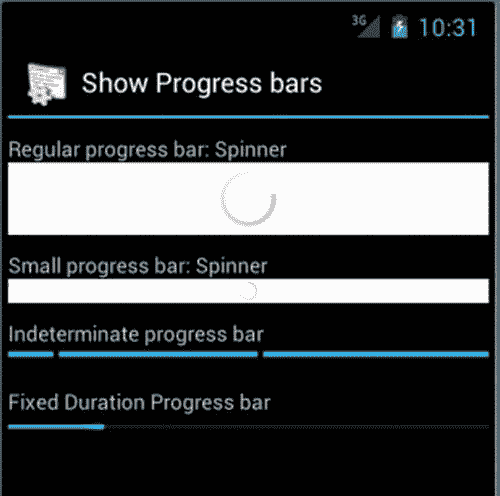 3G 10:31
Show Progress bars
Regular progress bar: Spinner
Small progress bar: Spinner
Indeterminate progress bar
Fixed Duration Progress bar